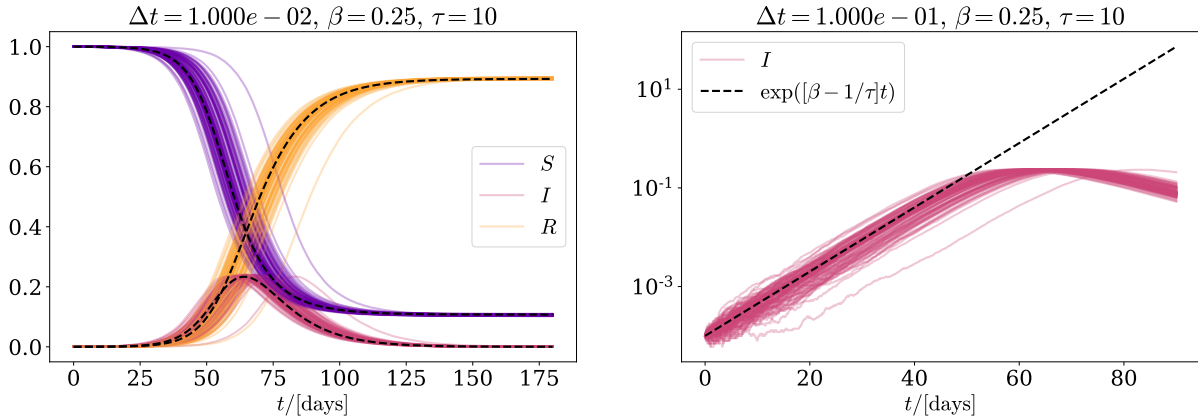 Δt = 1.000e − 02, β = 0.25, τ = 10
1.0
0.8
0.6
0.4
0.2
0.0
S
I
R
0 25 50 75 100 125 150 175
t/[days]
Δt = 1.000e − 01, β = 0.25, τ = 10
I
exp([β − 1/τ]t)
10¹
10⁻¹
10⁻³
0 20 40 60 80
t/[days]